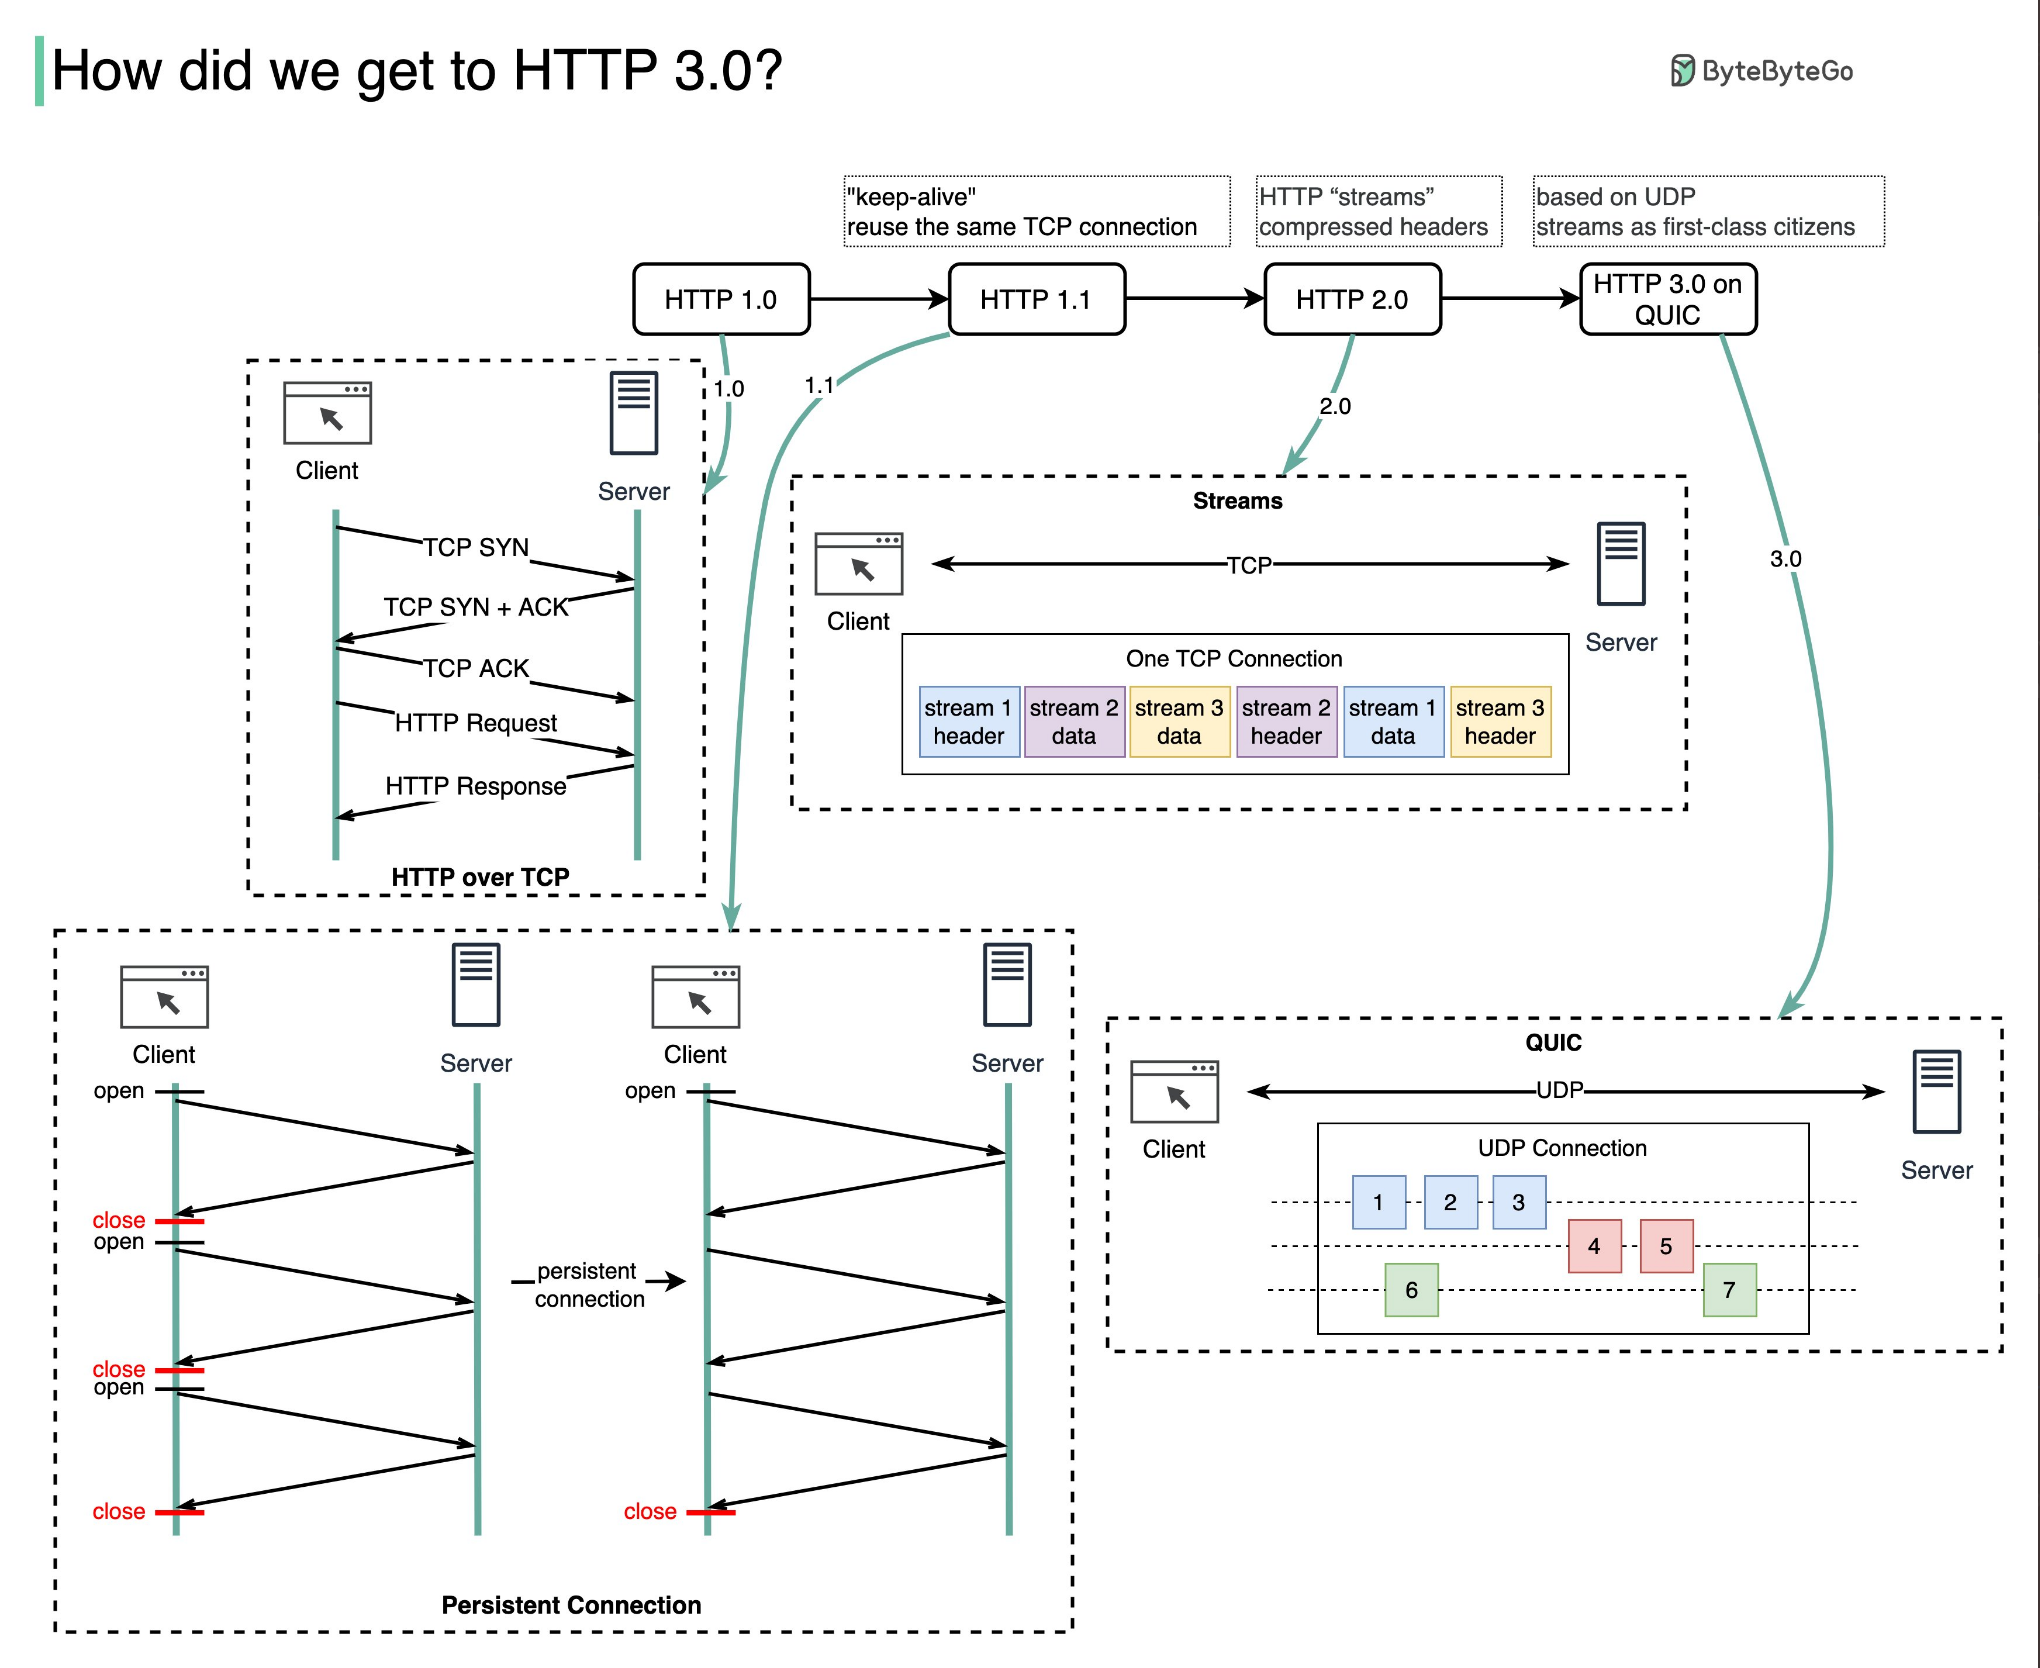 How did we get to HTTP 3.0?
ByteByteGo
"keep-alive"
reuse the same TCP connection
HTTP “streams”
compressed headers
based on UDP
streams as first-class citizens
HTTP 1.0
HTTP 1.1
HTTP 2.0
HTTP 3.0 on
QUIC
1.0
1.1
2.0
3.0
Client
Server
TCP SYN
TCP SYN + ACK
TCP ACK
HTTP Request
HTTP Response
HTTP over TCP
Streams
TCP
Client
Server
One TCP Connection
stream 1
header
stream 2
data
stream 3
data
stream 2
header
stream 1
data
stream 3
header
Client
Server
open
close
open
close
open
close
persistent
connection
Client
Server
open
close
Persistent Connection
QUIC
UDP
Client
Server
UDP Connection
1
2
3
4
5
6
7